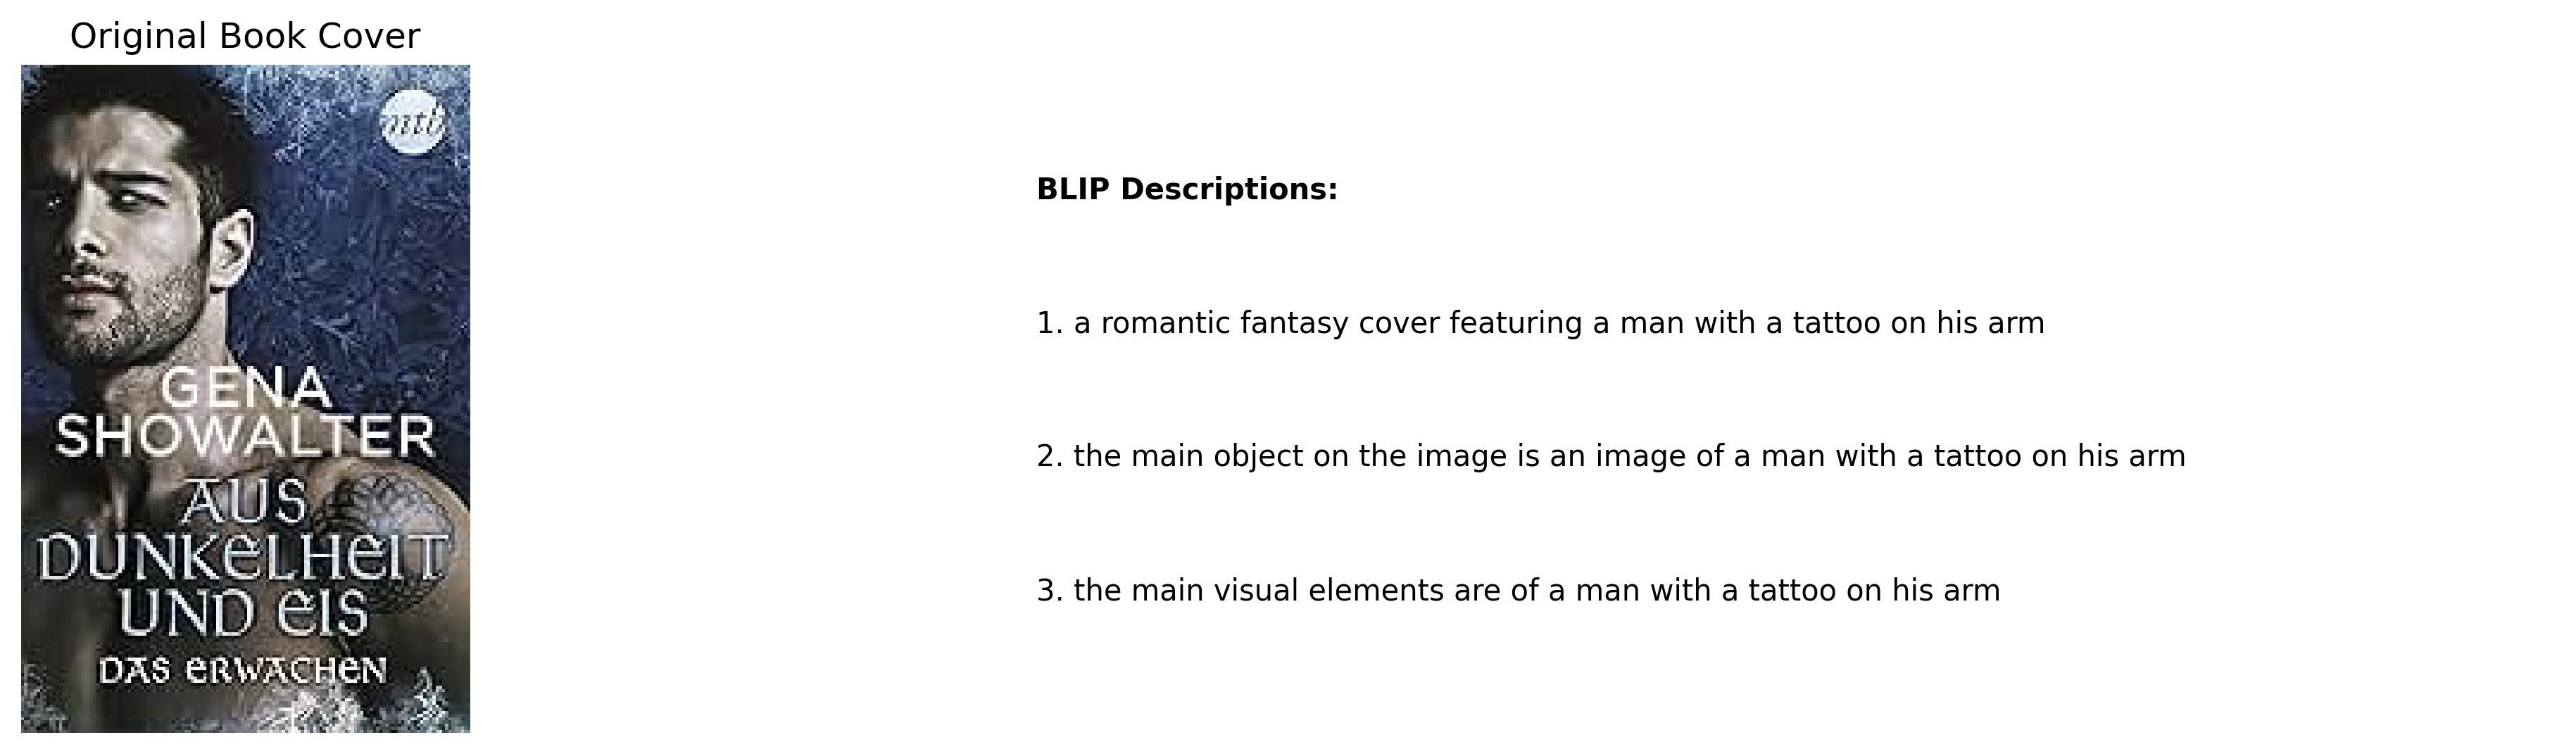 Original Book Cover
mtb
GENA
SHOWALTER
AUS
DUNKELHEIT
UND EIS
DAS ERWACHEN
BLIP Descriptions:
1. a romantic fantasy cover featuring a man with a tattoo on his arm
2. the main object on the image is an image of a man with a tattoo on his arm
3. the main visual elements are of a man with a tattoo on his arm